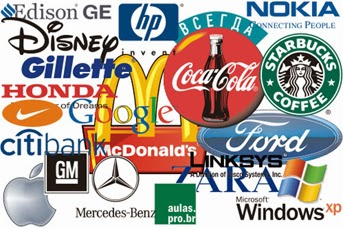 Edison GE
hp
invent
ВСЕГДА
NOKIA
CONNECTING PEOPLE
Disney
Gillette
HONDA
of Dreams
Google
Coca-Cola
STARBUCKS
COFFEE
citibank
McDonald's
Ford
GM
LINKSYS
A Division of Cisco Systems, Inc.
ZARA
Mercedes-Benz
aulas.
pro.br
Microsoft
Windows xp